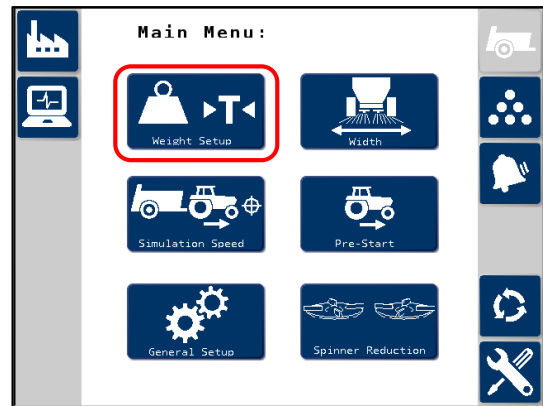 Main Menu:
T
Weight Setup
Width
Simulation Speed
Pre-Start
General Setup
Spinner Reduction